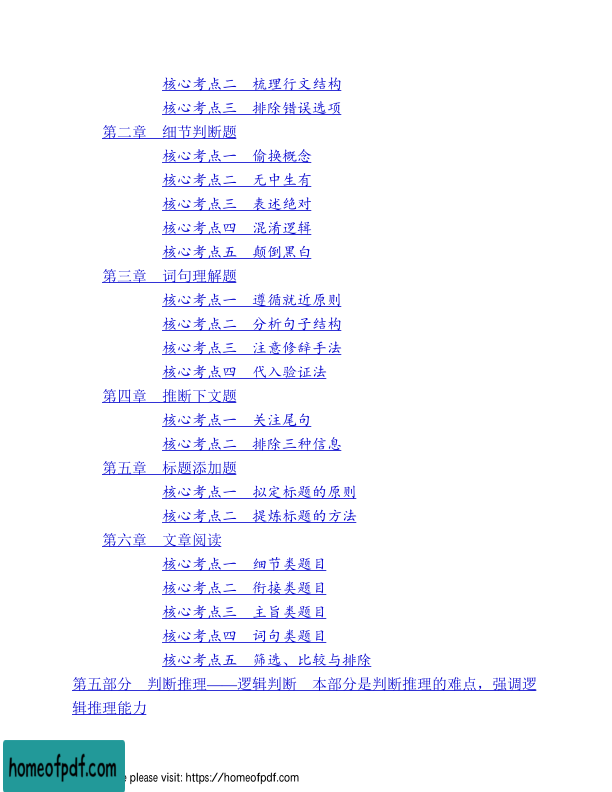 核心考点二　梳理行文结构
核心考点三　排除错误选项
第二章　细节判断题
核心考点一　偷换概念
核心考点二　无中生有
核心考点三　表述绝对
核心考点四　混淆逻辑
核心考点五　颠倒黑白
第三章　词句理解题
核心考点一　遵循就近原则
核心考点二　分析句子结构
核心考点三　注意修辞手法
核心考点四　代入验证法
第四章　推断下文题
核心考点一　关注尾句
核心考点二　排除三种信息
第五章　标题添加题
核心考点一　拟定标题的原则
核心考点二　提炼标题的方法
第六章　文章阅读
核心考点一　细节类题目
核心考点二　衔接类题目
核心考点三　主旨类题目
核心考点四　词句类题目
核心考点五　筛选、比较与排除
第五部分　判断推理——逻辑判断　本部分是判断推理的难点，强调逻
辑推理能力
homeofpdf.com
e please visit: https://homeofpdf.com